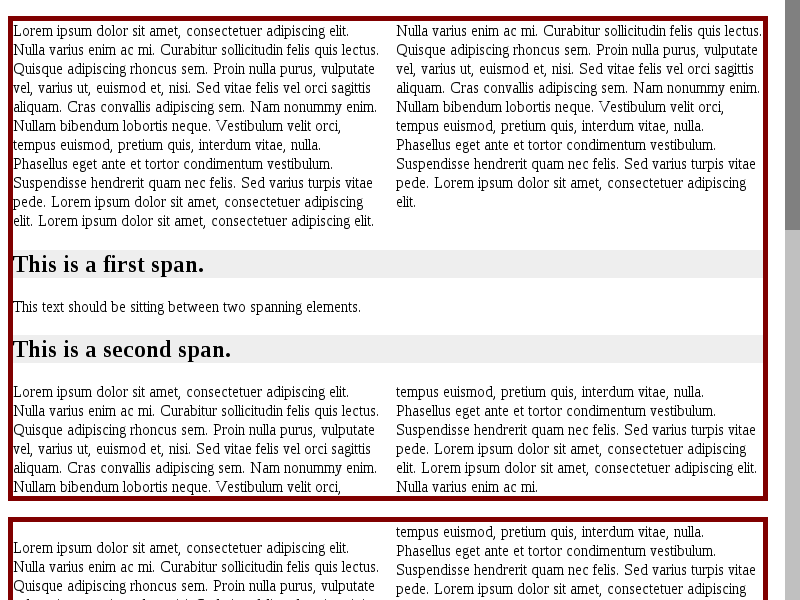 Lorem ipsum dolor sit amet, consectetuer adipiscing elit.
Nulla varius enim ac mi. Curabitur sollicitudin felis quis lectus.
Quisque adipiscing rhoncus sem. Proin nulla purus, vulputate
vel, varius ut, euismod et, nisi. Sed vitae felis vel orci sagittis
aliquam. Cras convallis adipiscing sem. Nam nonummy enim.
Nullam bibendum lobortis neque. Vestibulum velit orci,
tempus euismod, pretium quis, interdum vitae, nulla.
Phasellus eget ante et tortor condimentum vestibulum.
Suspendisse hendrerit quam nec felis. Sed varius turpis vitae
pede. Lorem ipsum dolor sit amet, consectetuer adipiscing
elit. Lorem ipsum dolor sit amet, consectetuer adipiscing elit.
Nulla varius enim ac mi. Curabitur sollicitudin felis quis lectus.
Quisque adipiscing rhoncus sem. Proin nulla purus, vulputate
vel, varius ut, euismod et, nisi. Sed vitae felis vel orci sagittis
aliquam. Cras convallis adipiscing sem. Nam nonummy enim.
Nullam bibendum lobortis neque. Vestibulum velit orci,
tempus euismod, pretium quis, interdum vitae, nulla.
Phasellus eget ante et tortor condimentum vestibulum.
Suspendisse hendrerit quam nec felis. Sed varius turpis vitae
pede. Lorem ipsum dolor sit amet, consectetuer adipiscing
elit.
This is a first span.
This text should be sitting between two spanning elements.
This is a second span.
Lorem ipsum dolor sit amet, consectetuer adipiscing elit.
Nulla varius enim ac mi. Curabitur sollicitudin felis quis lectus.
Quisque adipiscing rhoncus sem. Proin nulla purus, vulputate
vel, varius ut, euismod et, nisi. Sed vitae felis vel orci sagittis
aliquam. Cras convallis adipiscing sem. Nam nonummy enim.
Nullam bibendum lobortis neque. Vestibulum velit orci,
tempus euismod, pretium quis, interdum vitae, nulla.
Phasellus eget ante et tortor condimentum vestibulum.
Suspendisse hendrerit quam nec felis. Sed varius turpis vitae
pede. Lorem ipsum dolor sit amet, consectetuer adipiscing
elit. Lorem ipsum dolor sit amet, consectetuer adipiscing elit.
Nulla varius enim ac mi.
Lorem ipsum dolor sit amet, consectetuer adipiscing elit.
Nulla varius enim ac mi. Curabitur sollicitudin felis quis lectus.
Quisque adipiscing rhoncus sem. Proin nulla purus, vulputate
tempus euismod, pretium quis, interdum vitae, nulla.
Phasellus eget ante et tortor condimentum vestibulum.
Suspendisse hendrerit quam nec felis. Sed varius turpis vitae
pede. Lorem ipsum dolor sit amet, consectetuer adipiscing